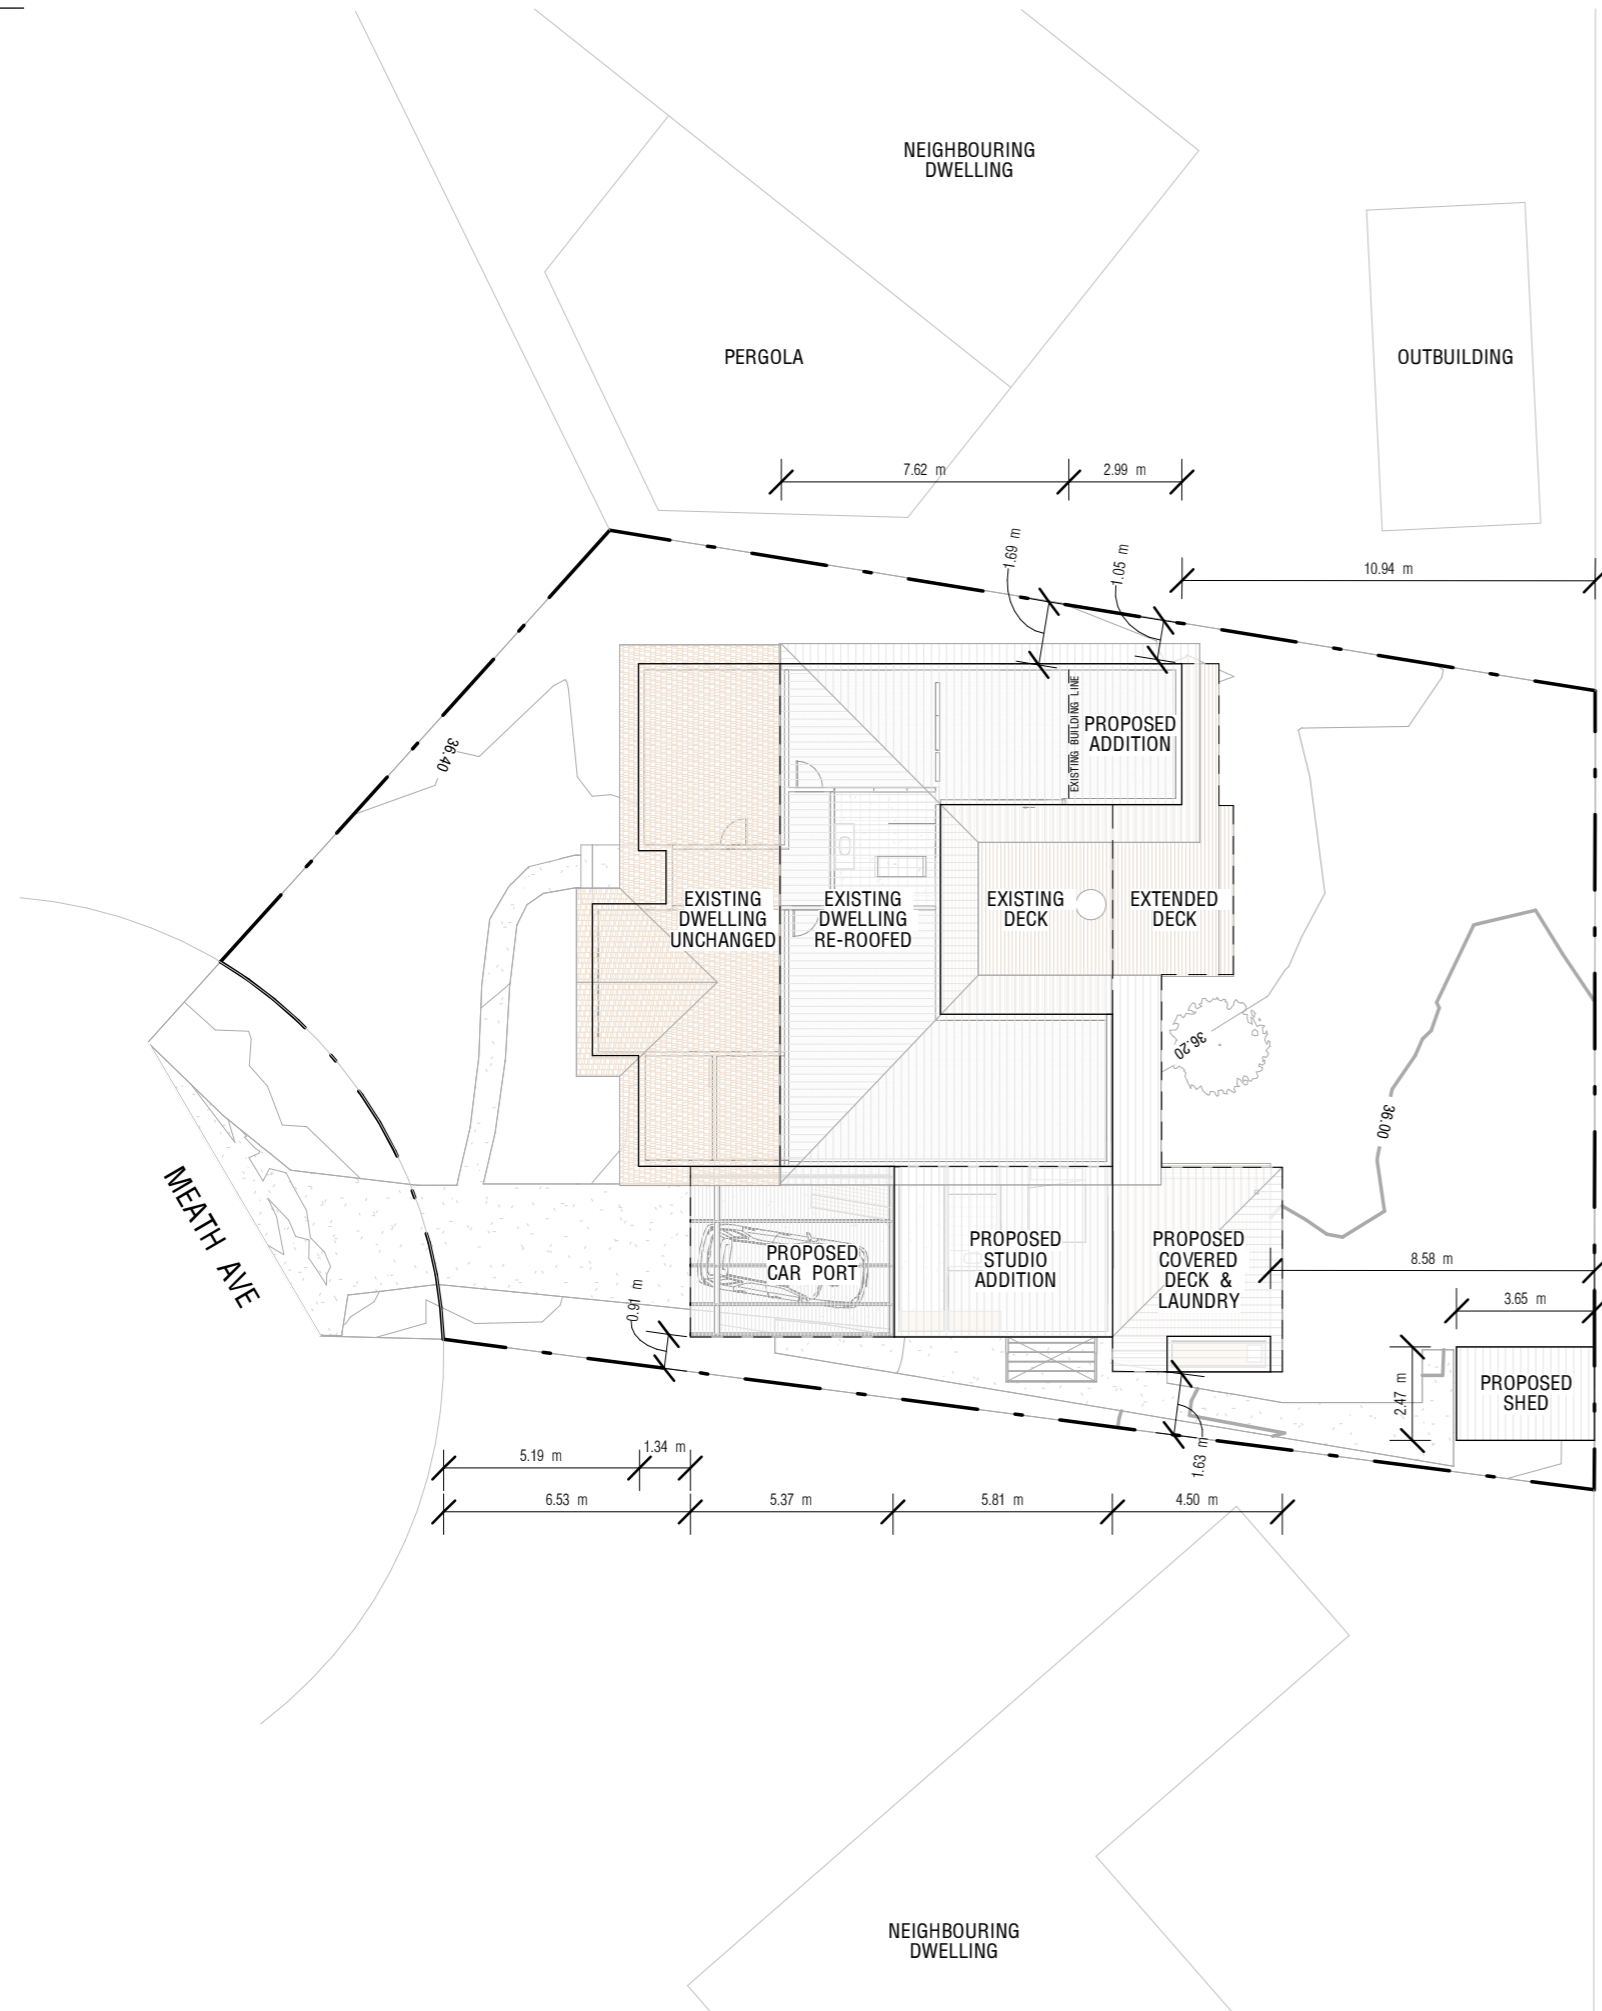 NEIGHBOURING
DWELLING
PERGOLA
OUTBUILDING
7.62 m
2.99 m
1.69 m
1.05 m
10.94 m
EXISTING BUILDING LINE
PROPOSED
ADDITION
36.40
EXISTING
DWELLING
UNCHANGED
EXISTING
DWELLING
RE-ROOFED
EXISTING
DECK
EXTENDED
DECK
36.20
36.00
MEATH AVE
PROPOSED
CAR PORT
PROPOSED
STUDIO
ADDITION
PROPOSED
COVERED
DECK &
LAUNDRY
8.58 m
3.65 m
0.91 m
2.47 m
PROPOSED
SHED
1.63 m
5.19 m
1.34 m
6.53 m
5.37 m
5.81 m
4.50 m
NEIGHBOURING
DWELLING